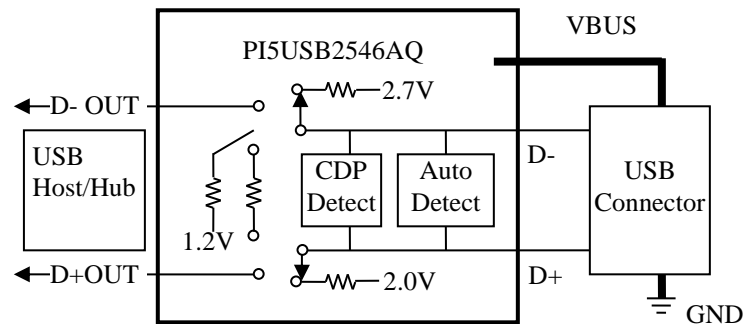 VBUS
PI5USB2546AQ
2.7V
D- OUT
USB
Host/Hub
CDP
Detect
Auto
Detect
D-
USB
Connector
1.2V
D+OUT
2.0V
D+
GND